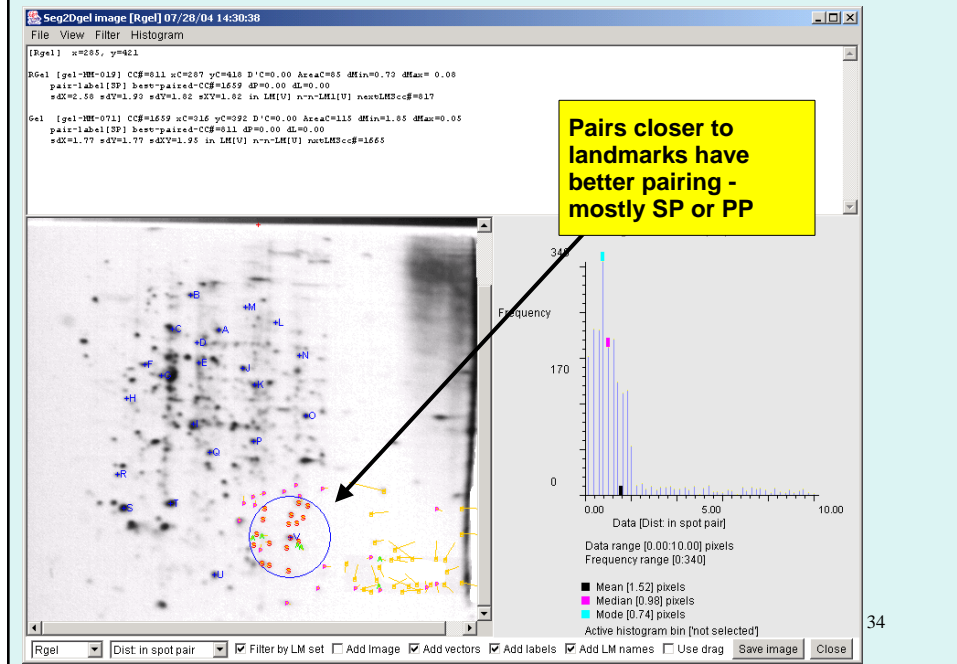 Seg2Dgel image [Rgel] 07/28/04 14:30:38
File View Filter Histogram
[Rgel] x=285, y=421
RGel [gel-HM-019] CC#=811 xC=287 yC=418 D'C=0.00 AreaC=85 dMin=0.73 dMax= 0.08
pair-label[SP] best-paired-CC#=1659 dP=0.00 dL=0.00
sdX=2.58 sdY=1.93 sdY=1.82 sXY=1.82 in LM[V] n-n-LM1[U] nextLMScc#=817
Gel [gel-HM-071] CC#=1659 xC=316 yC=392 D'C=0.00 AreaC=115 dMin=1.85 dMax=0.05
pair-label[SP] best-paired-CC#=811 dP=0.00 dL=0.00
sdX=1.77 sdY=1.77 sdXY=1.95 in LM[V] n-n-LM[U] nxtLMScc#=1665
Pairs closer to
landmarks have
better pairing -
mostly SP or PP
340
Frequency
170
0
0.00 5.00 10.00
Data [Dist: in spot pair]
Data range [0.00:10.00] pixels
Frequency range [0:340]
Mean [1.52] pixels
Median [0.98] pixels
Mode [0.74] pixels
Active histogram bin ['not selected']
B
M
L
C
A
D
N
E
F
J
K
H
O
P
Q
R
S
T
V
U
34
Rgel Dist: in spot pair Filter by LM set Add Image Add vectors Add labels Add LM names Use drag Save image Close